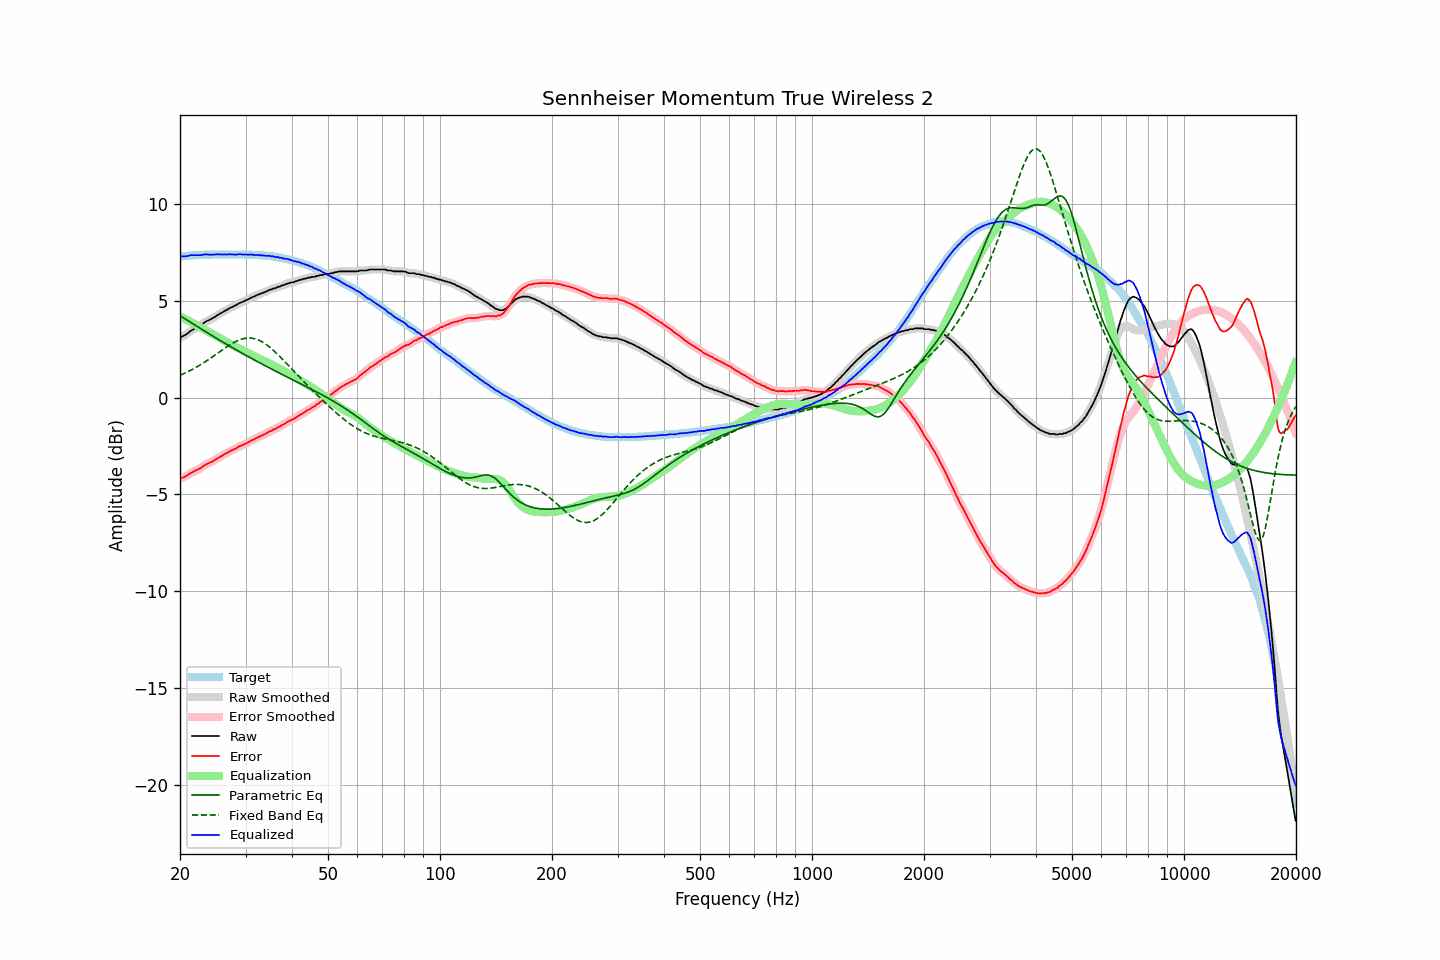 Sennheiser Momentum True Wireless 2
Amplitude (dBr)
10
5
0
−5
−10
−15
−20
Target
Raw Smoothed
Error Smoothed
Raw
Error
Equalization
Parametric Eq
Fixed Band Eq
Equalized
20 50 100 200 500 1000 2000 5000 10000 20000
Frequency (Hz)